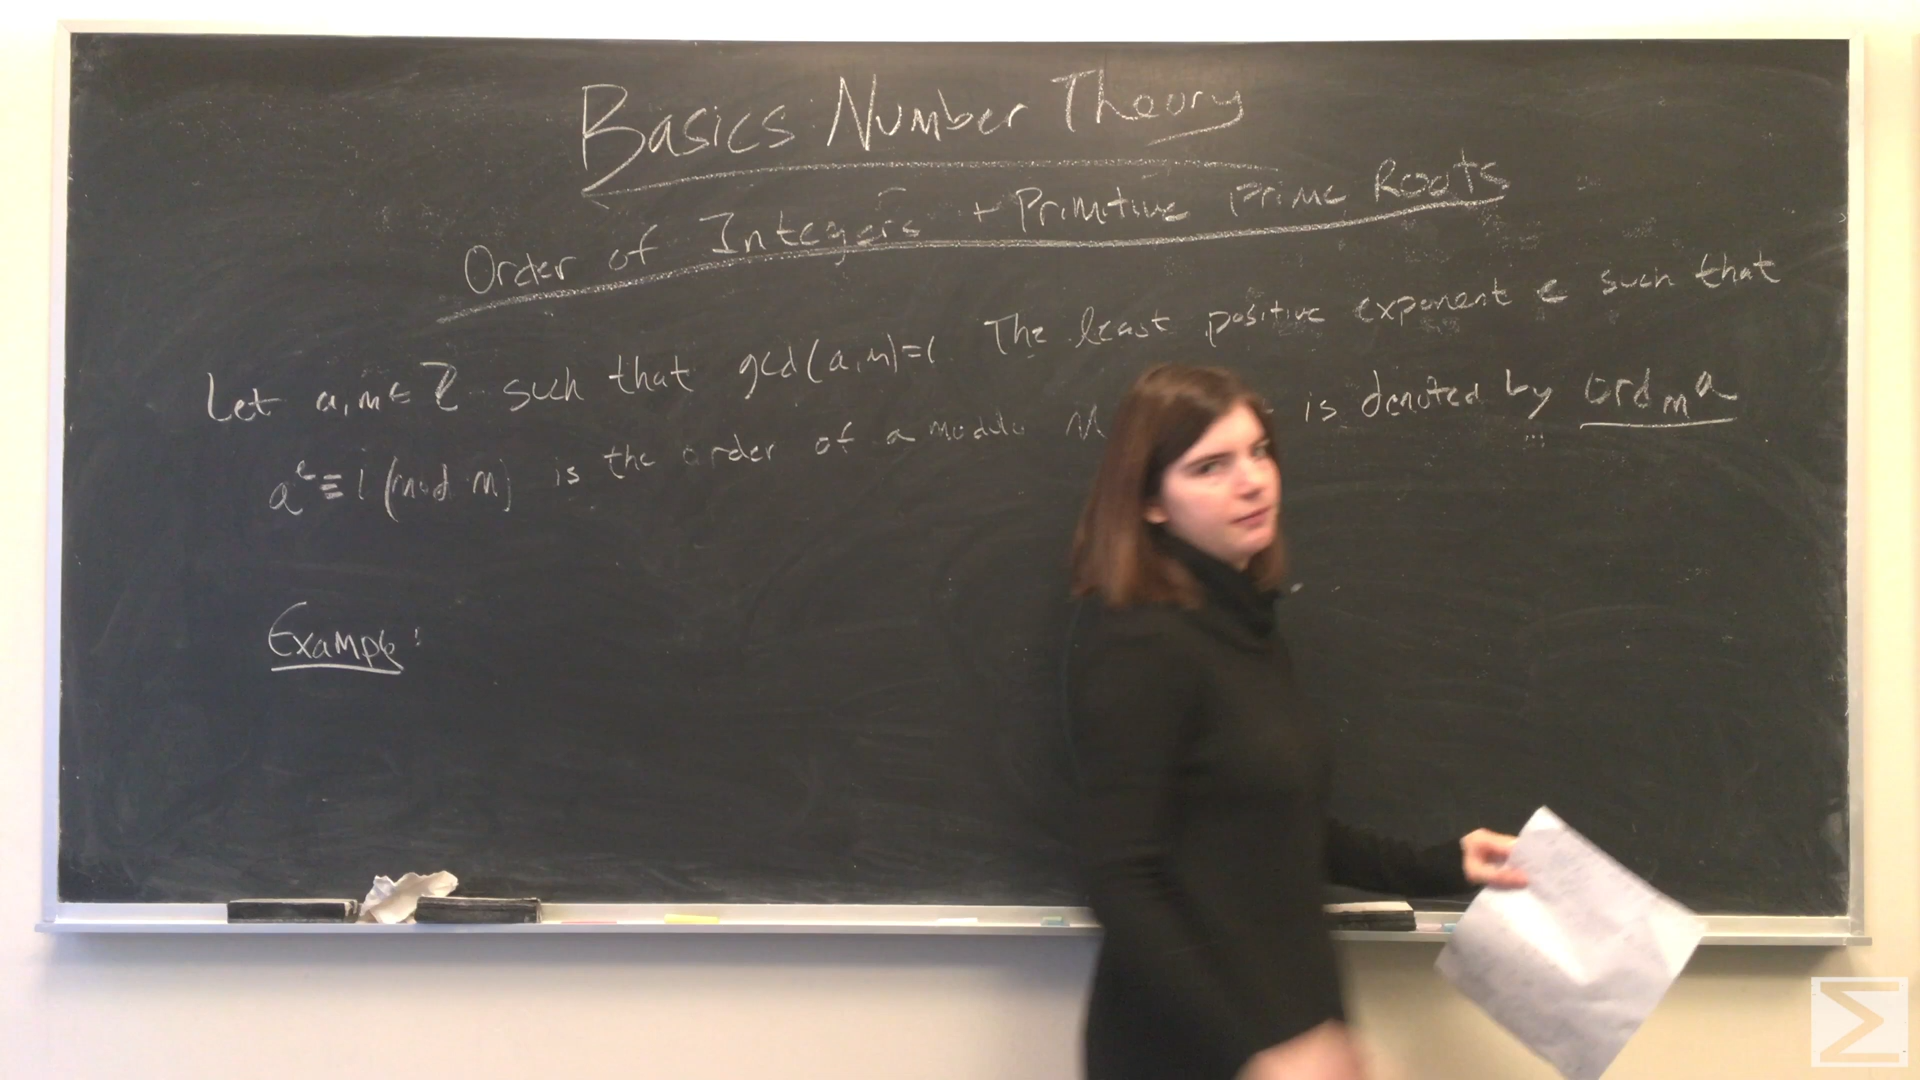 Basics Number Theory
Order of Integers + Primitive Prime Roots
Let a, m ∈ ℤ such that gcd(a,m)=1. The least positive exponent e such that
a^e ≡ 1 (mod m) is the order of a modulo m is denoted by ord_m a
Example:
Σ